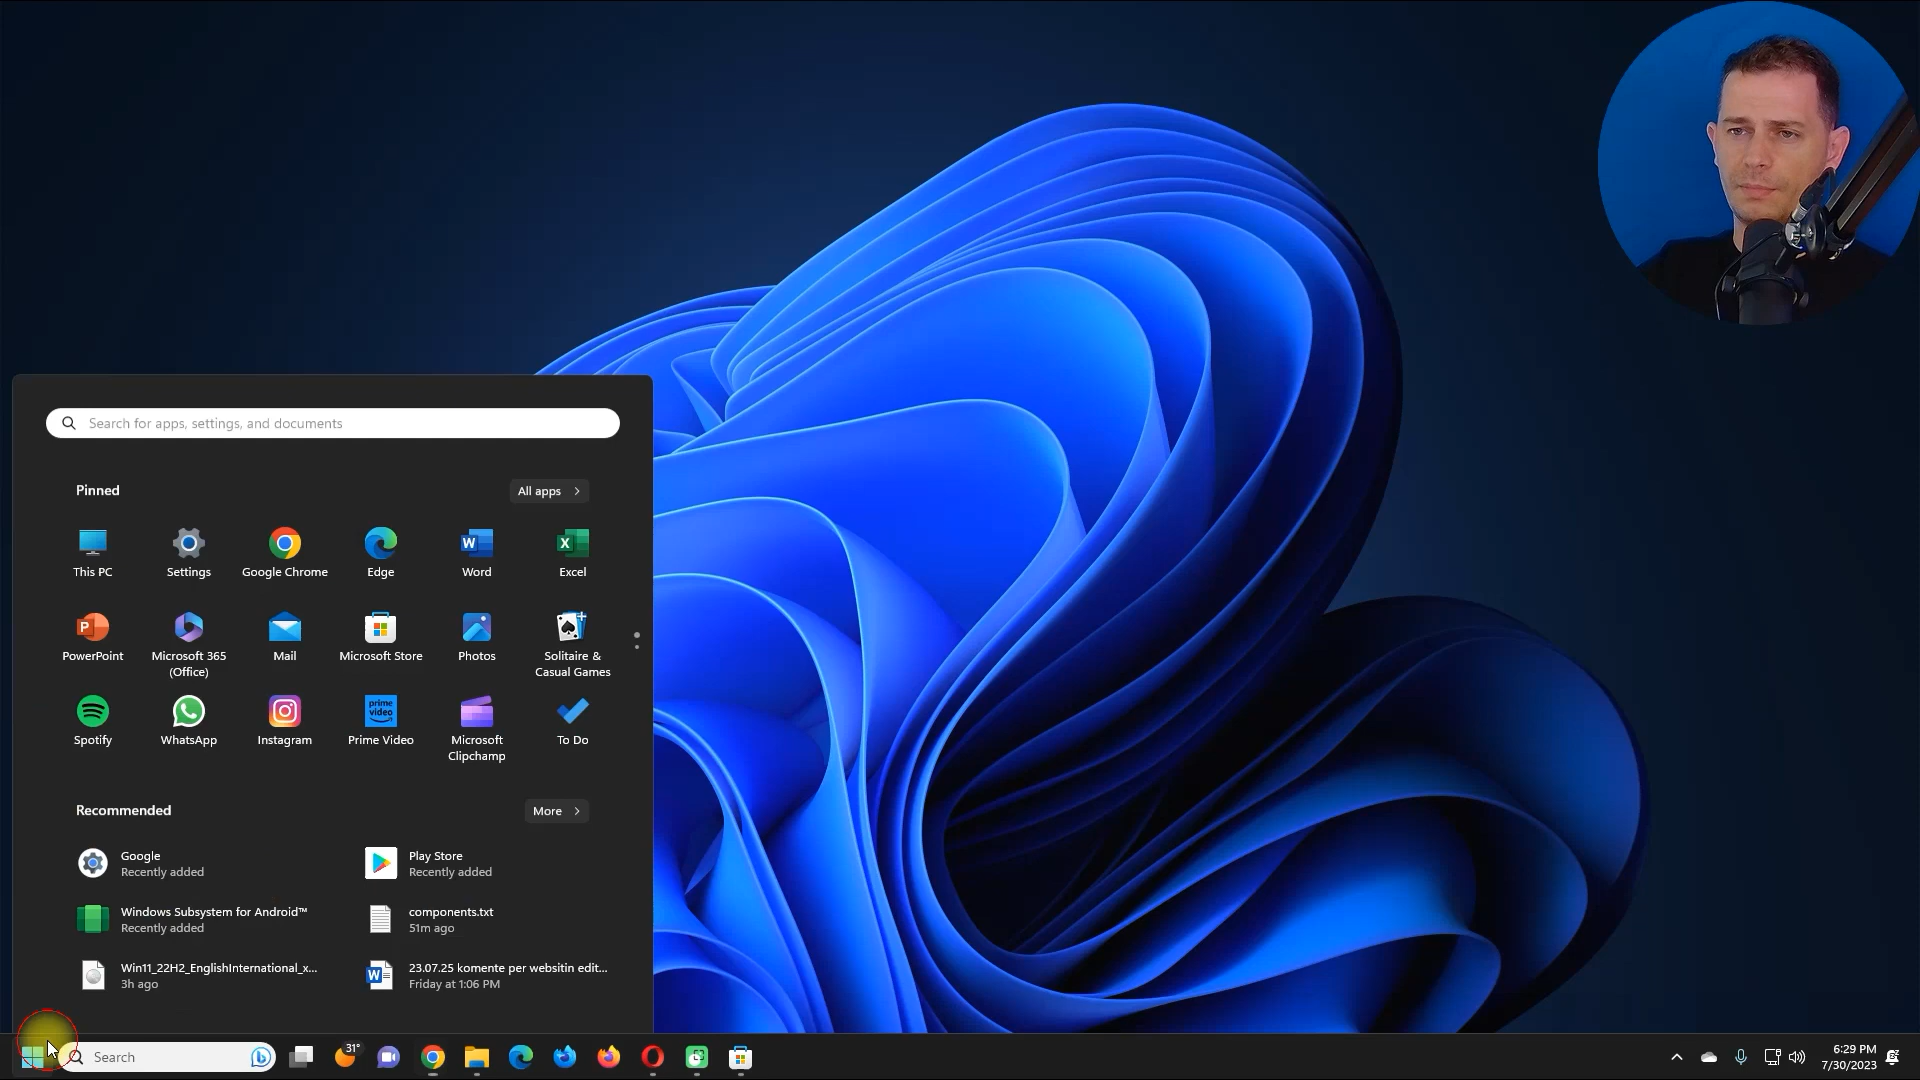 Search for apps, settings, and documents
Pinned
All apps
This PC
Settings
Google Chrome
Edge
Word
Excel
PowerPoint
Microsoft 365
(Office)
Mail
Microsoft Store
Photos
Solitaire &
Casual Games
Spotify
WhatsApp
Instagram
prime
video
Prime Video
Microsoft
Clipchamp
To Do
Recommended
More
Google
Recently added
Play Store
Recently added
Windows Subsystem for Android™
Recently added
components.txt
51m ago
Win11_22H2_EnglishInternational_x...
3h ago
23.07.25 komente per websitin edit...
Friday at 1:06 PM
Search
31°
6:29 PM
7/30/2023